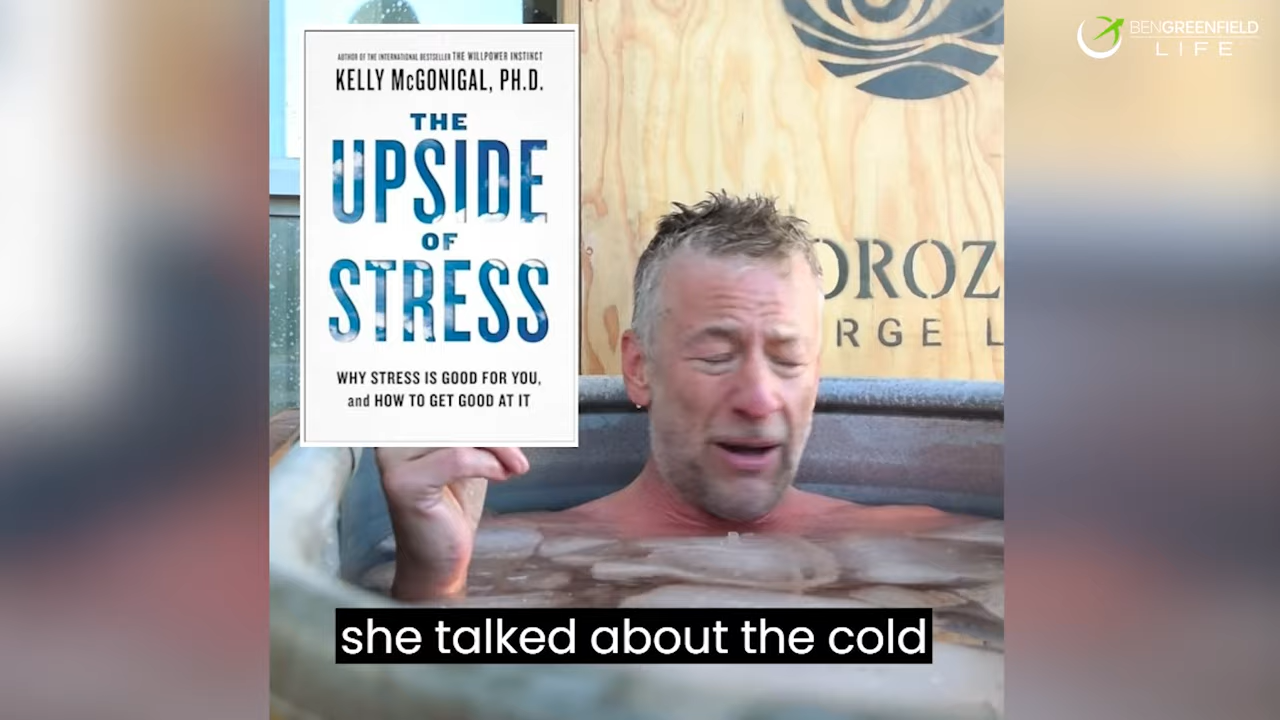 AUTHOR OF THE INTERNATIONAL BESTSELLER THE WILLPOWER INSTINCT
KELLY McGONIGAL, PH.D.
THE
UPSIDE
OF
STRESS
WHY STRESS IS GOOD FOR YOU,
and HOW TO GET GOOD AT IT
BENGREENFIELD
LIFE
OROZ
RGE L
she talked about the cold